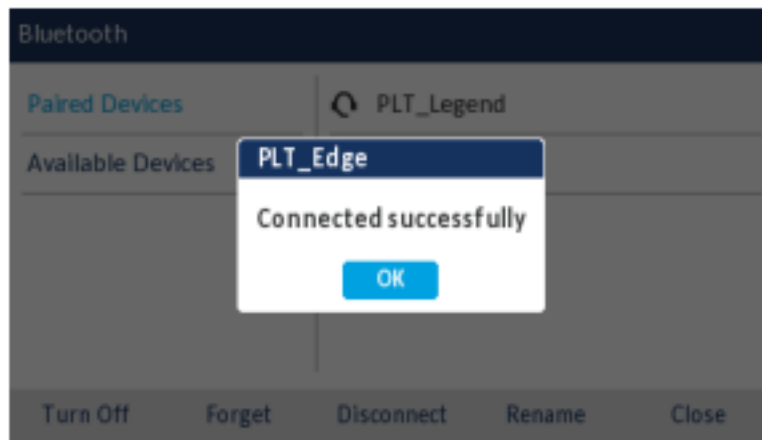 Bluetooth
Paired Devices
PLT_Legend
Available Devices
PLT_Edge
Connected successfully
OK
Turn Off Forget Disconnect Rename Close